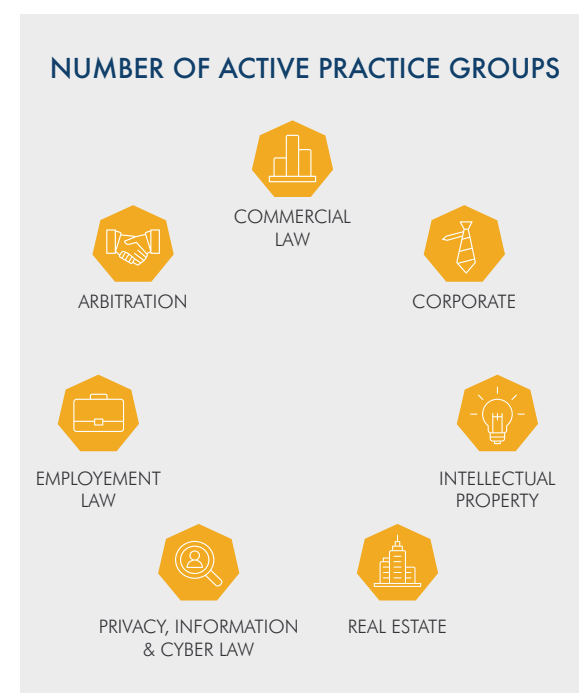 NUMBER OF ACTIVE PRACTICE GROUPS
COMMERCIAL
LAW
ARBITRATION
CORPORATE
EMPLOYEMENT
LAW
INTELLECTUAL
PROPERTY
PRIVACY, INFORMATION
& CYBER LAW
REAL ESTATE